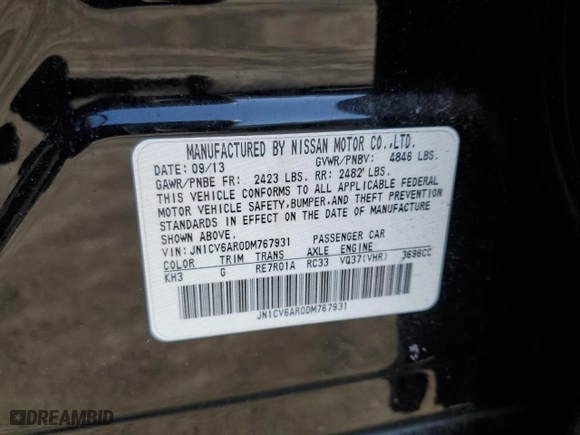 MANUFACTURED BY NISSAN MOTOR CO.,LTD.
DATE: 09/13 GVWR/PNBV: 4846 LBS.
GAWR/PNBE FR: 2423 LBS. RR: 2482 LBS.
THIS VEHICLE CONFORMS TO ALL APPLICABLE FEDERAL
MOTOR VEHICLE SAFETY,BUMPER,AND THEFT PREVENTION
STANDARDS IN EFFECT ON THE DATE OF MANUFACTURE
SHOWN ABOVE.
VIN: JN1CV6AR0DM767931 PASSENGER CAR
COLOR TRIM TRANS AXLE ENGINE
KH3 G RE7R01A RC33 VQ37(VHR) 3696CC
JN1CV6AR0DM767931
DREAMBID